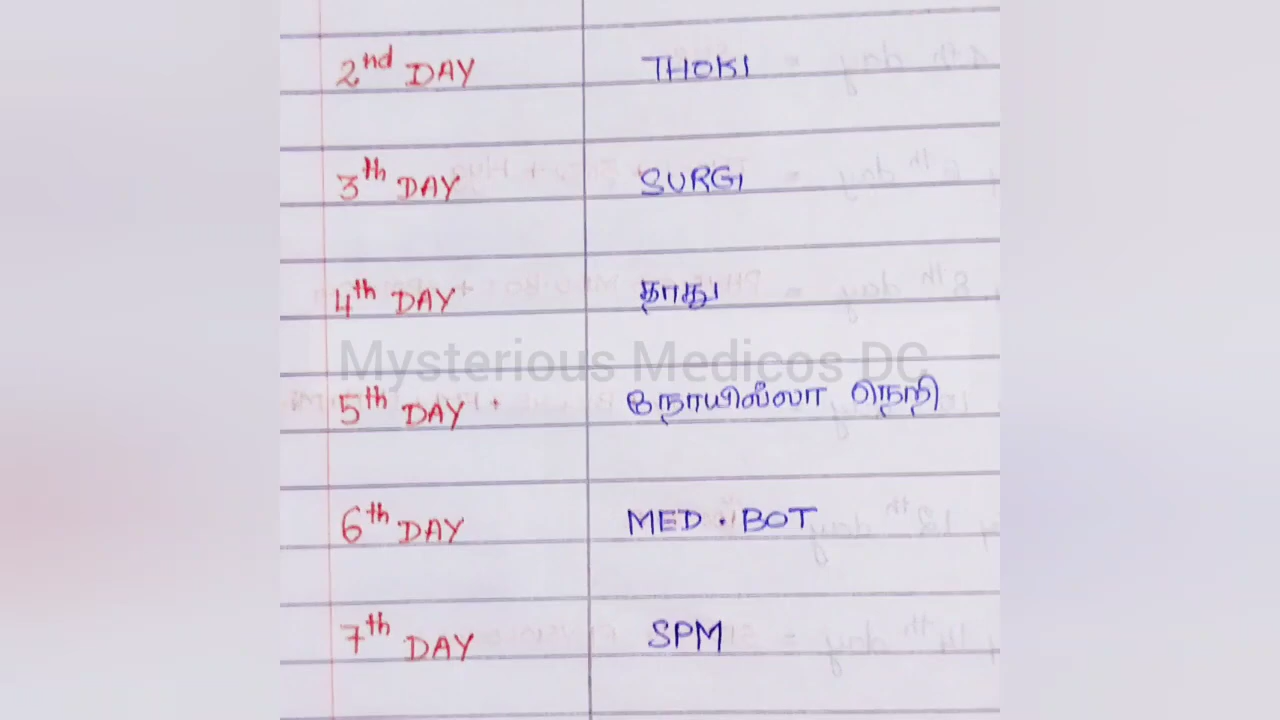 2nd DAY THOKI
3th DAY SURGI
4th DAY தாது
Mysterious Medicos DC
5th DAY நோயில்லா நெறி
6th DAY MED. BOT
7th DAY SPM